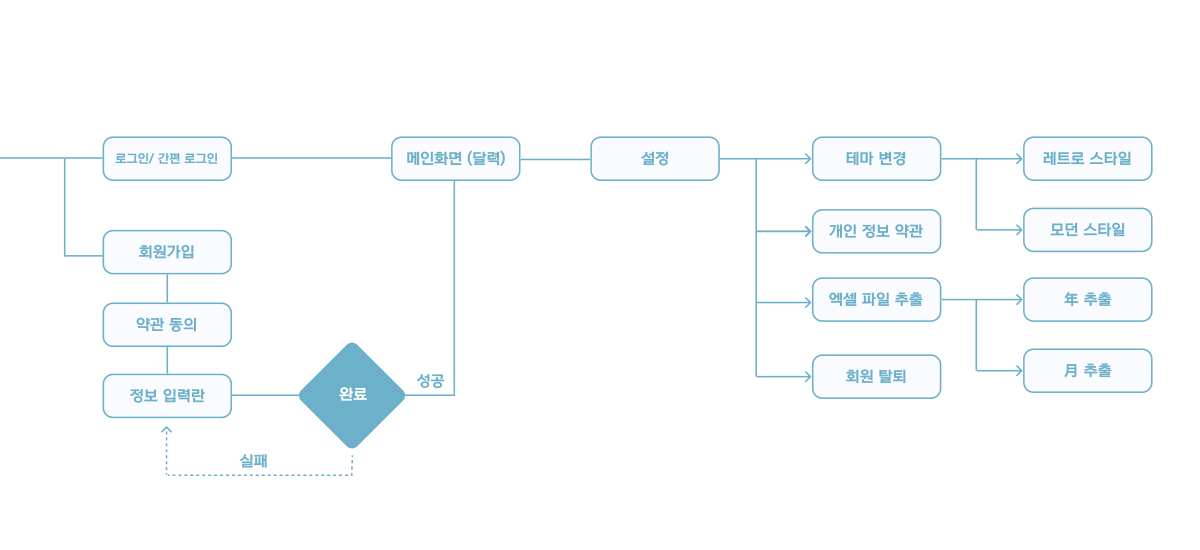 로그인/ 간편 로그인
메인화면 (달력)
설정
테마 변경
레트로 스타일
회원가입
개인 정보 약관
모던 스타일
약관 동의
엑셀 파일 추출
年 추출
정보 입력란
완료
성공
회원 탈퇴
月 추출
실패